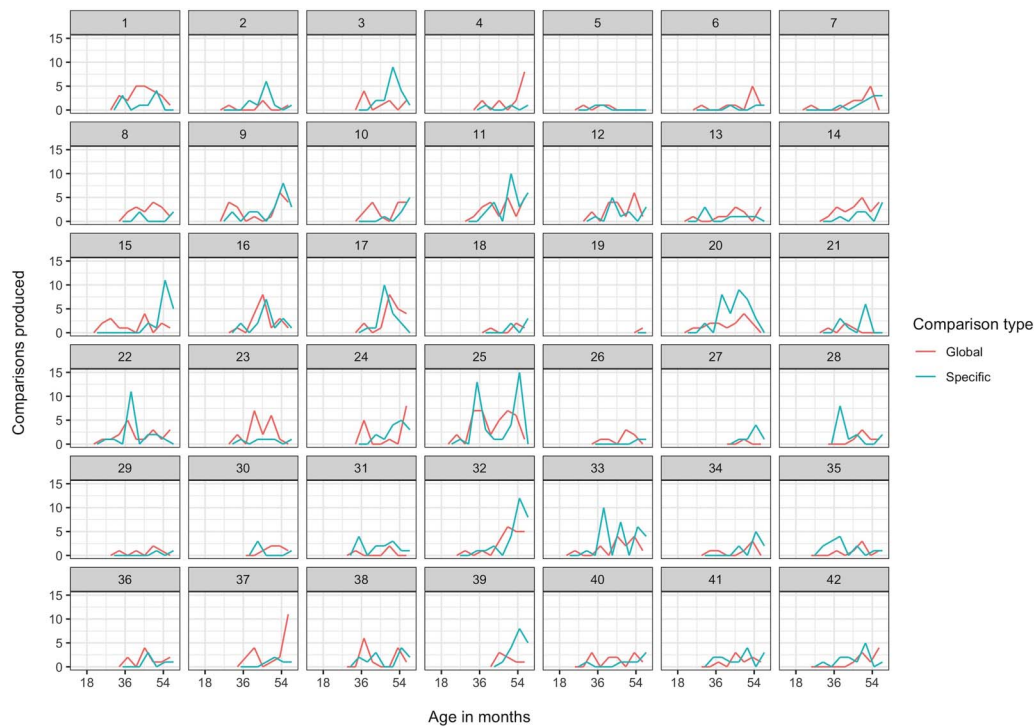 1 2 3 4 5 6 7
15
10
5
0
8 9 10 11 12 13 14
15
10
5
0
15 16 17 18 19 20 21
15
10
5
0
22 23 24 25 26 27 28
15
10
5
0
29 30 31 32 33 34 35
15
10
5
0
36 37 38 39 40 41 42
15
10
5
0
18 36 54 18 36 54 18 36 54 18 36 54 18 36 54 18 36 54 18 36 54
Age in months
Comparisons produced
Comparison type
Global
Specific